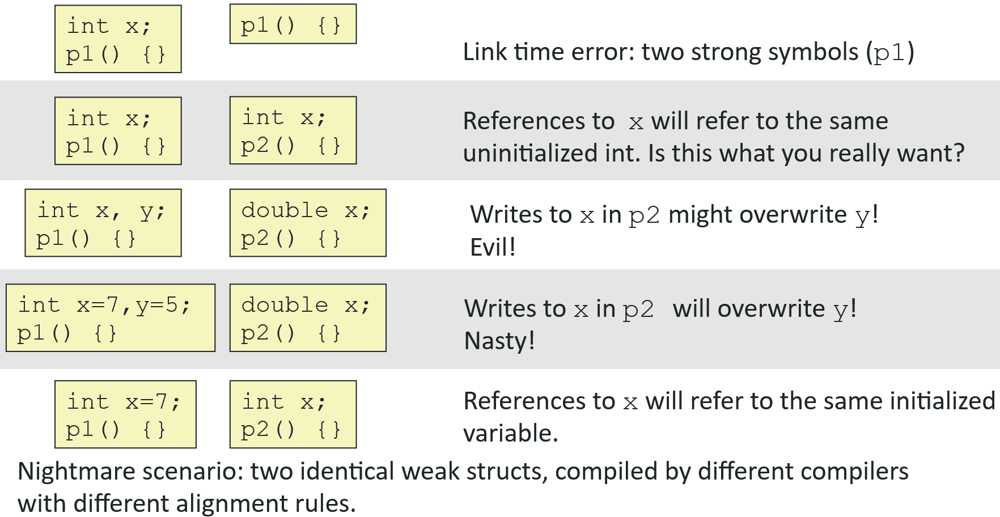 int x;
p1() {}
p1() {}
Link time error: two strong symbols (p1)
int x;
p1() {}
int x;
p2() {}
References to x will refer to the same
uninitialized int. Is this what you really want?
int x, y;
p1() {}
double x;
p2() {}
Writes to x in p2 might overwrite y!
Evil!
int x=7,y=5;
p1() {}
double x;
p2() {}
Writes to x in p2 will overwrite y!
Nasty!
int x=7;
p1() {}
int x;
p2() {}
References to x will refer to the same initialized
variable.
Nightmare scenario: two identical weak structs, compiled by different compilers
with different alignment rules.